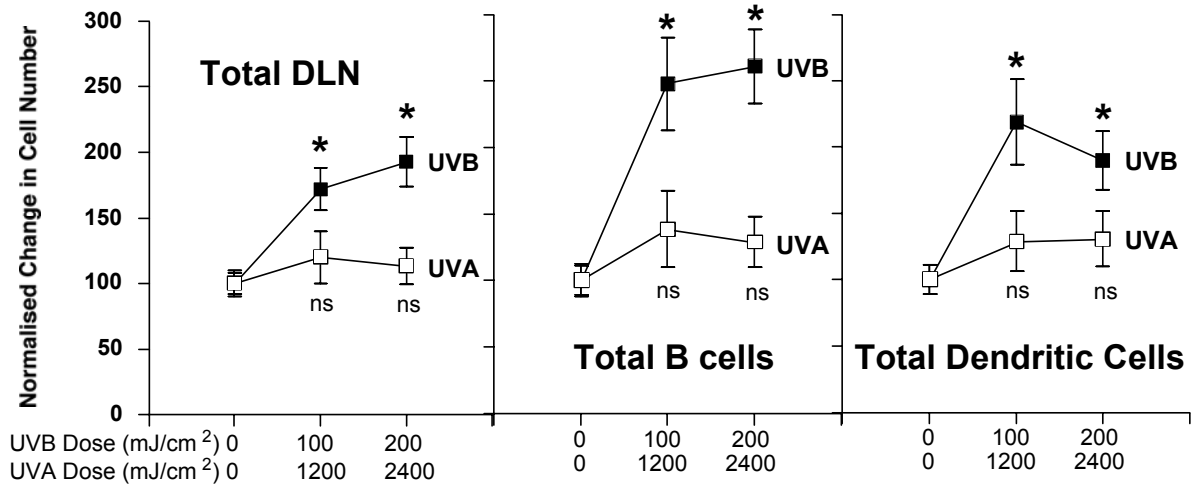 Normalised Change in Cell Number
300
250
200
150
100
50
0
Total DLN
*
*
UVB
UVA
ns
ns
*
*
UVB
UVA
ns
ns
Total B cells
*
*
UVB
UVA
ns
ns
Total Dendritic Cells
UVB Dose (mJ/cm 2) 0 100 200 0 100 200 0 100 200
UVA Dose (mJ/cm 2) 0 1200 2400 0 1200 2400 0 1200 2400